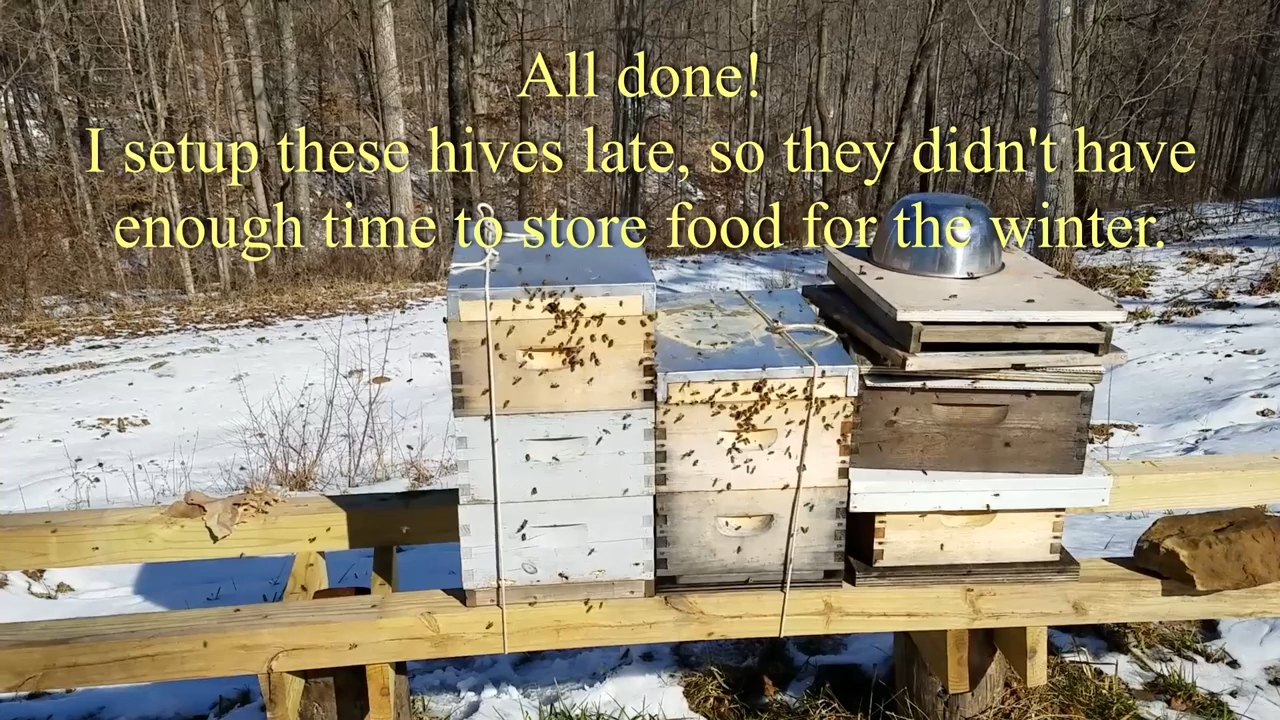 All done!
I setup these hives late, so they didn't have
enough time to store food for the winter.